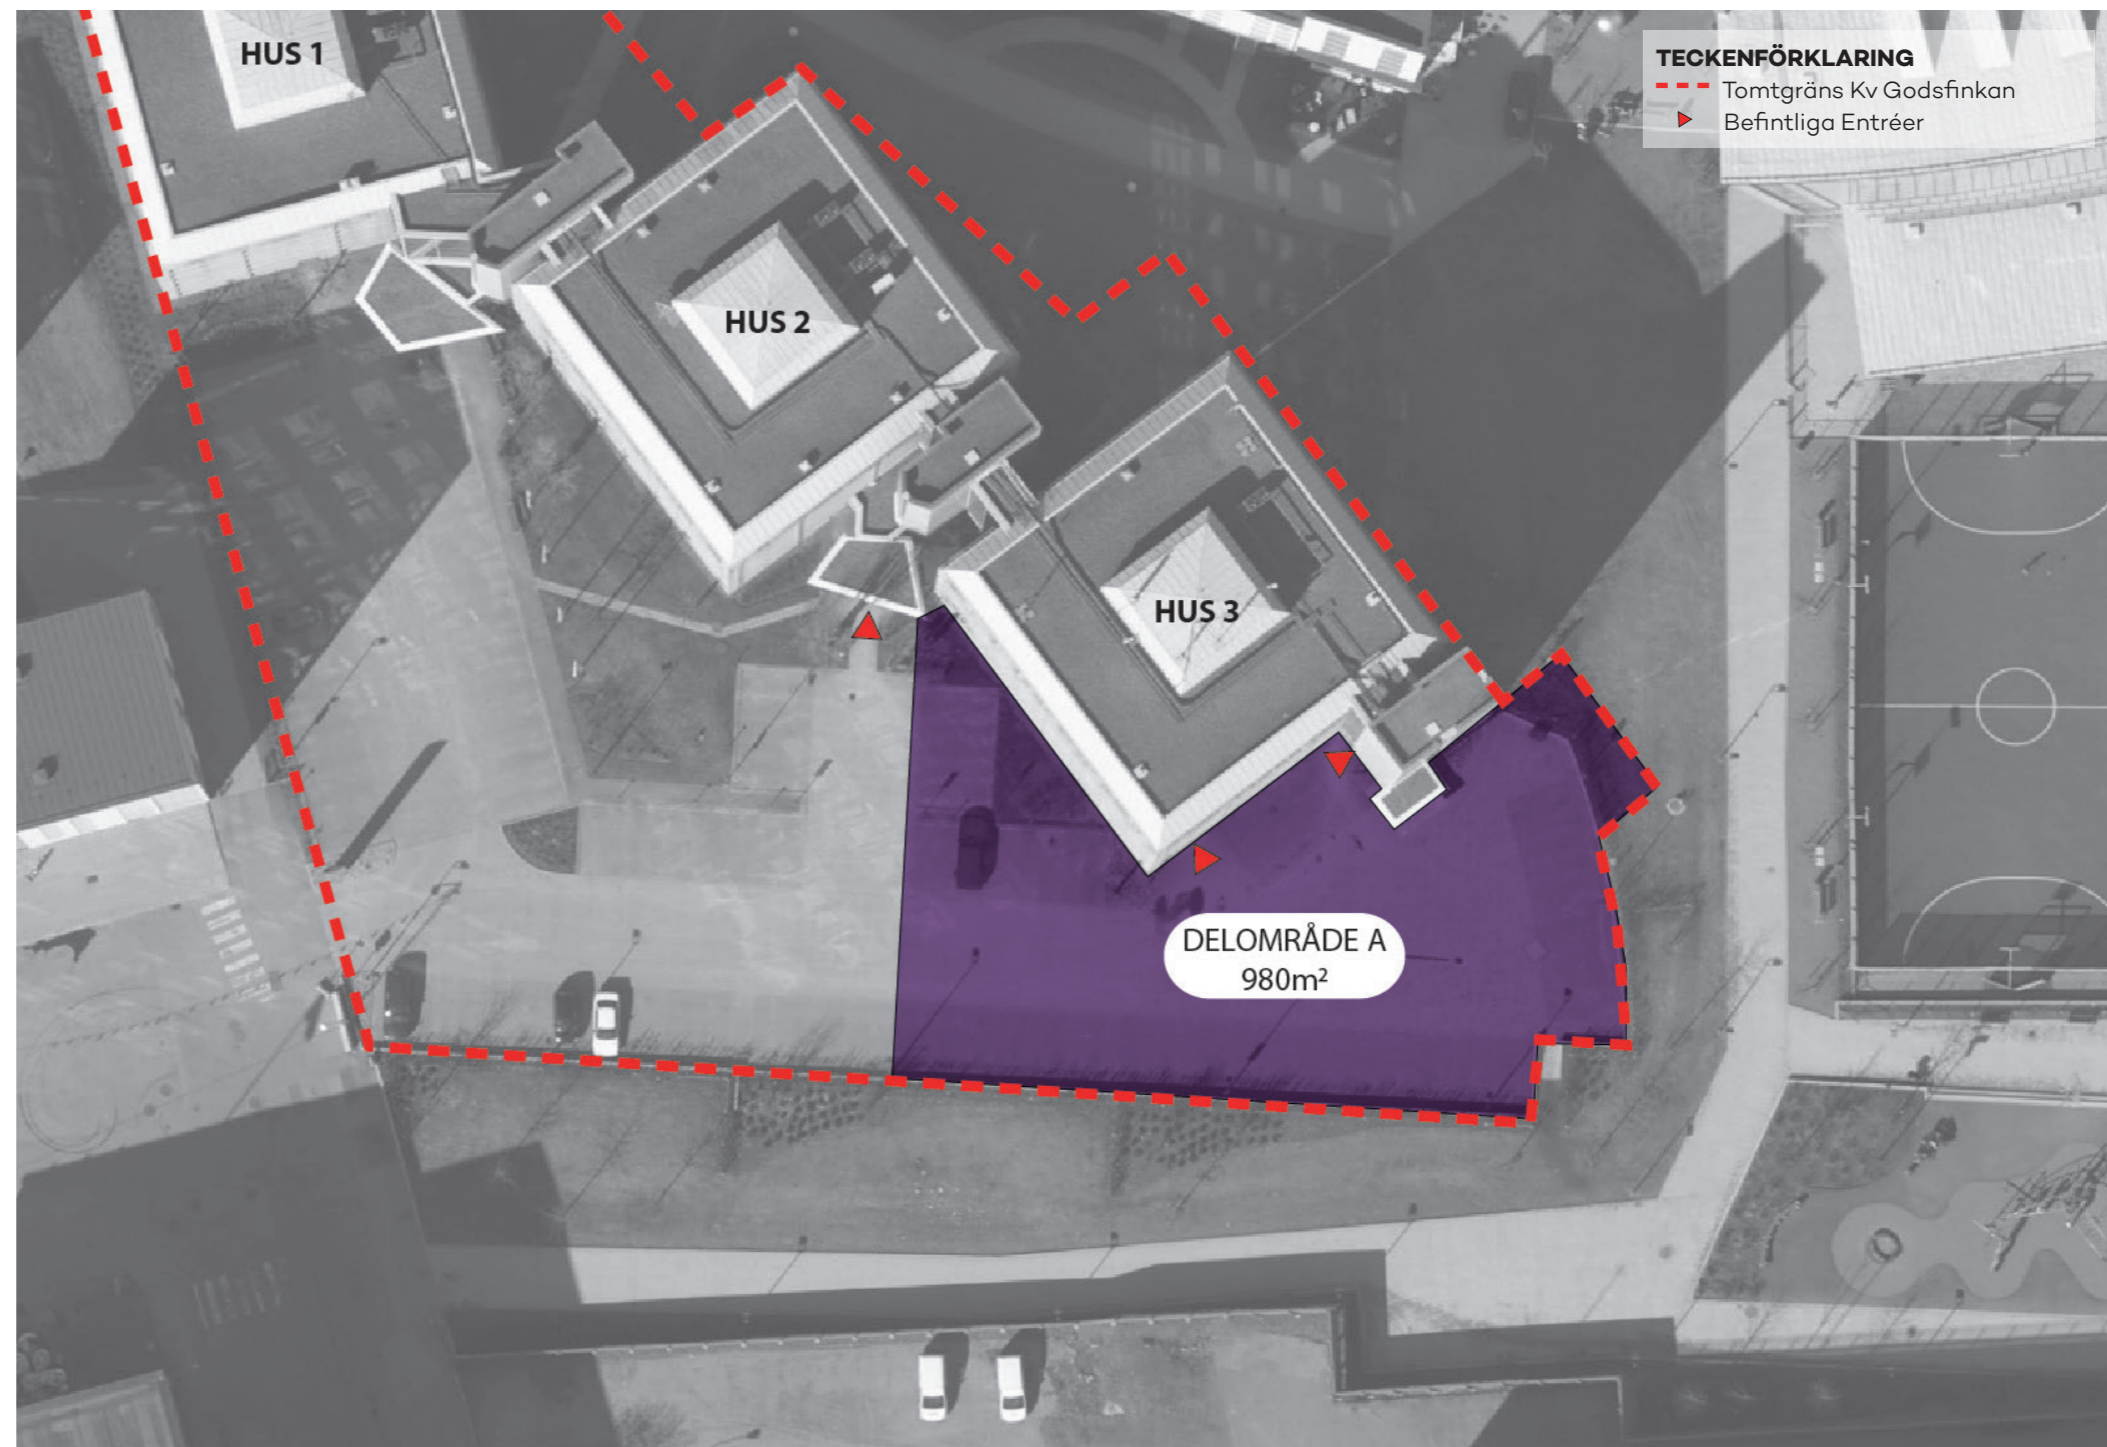 HUS 1
TECKENFÖRKLARING
Tomtgräns Kv Godsfinkan
Befintliga Entréer
HUS 2
HUS 3
DELOMRÅDE A
980m²